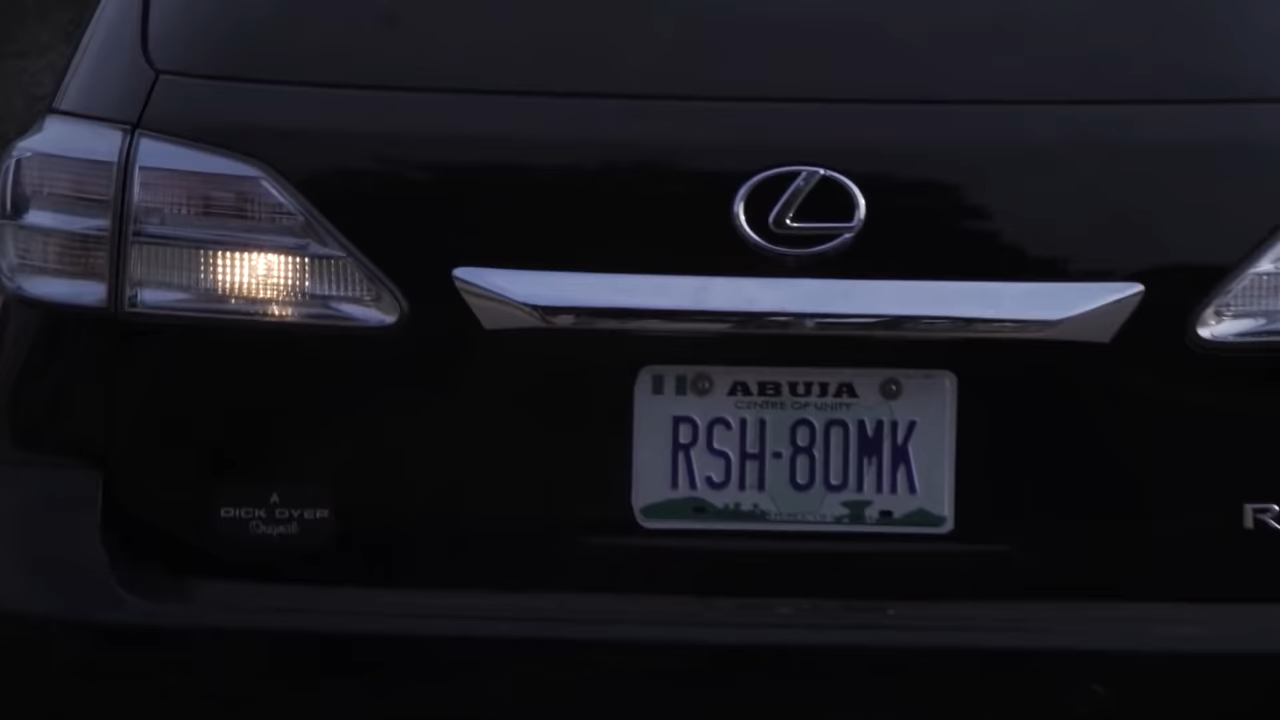 ABUJA
CENTRE OF UNITY
RSH-80MK
A
DICK DYER
Original
R